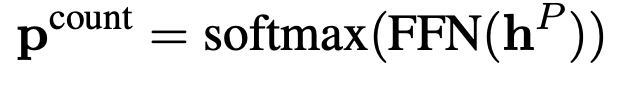 𝐩^count = softmax(FFN(𝐡^P))